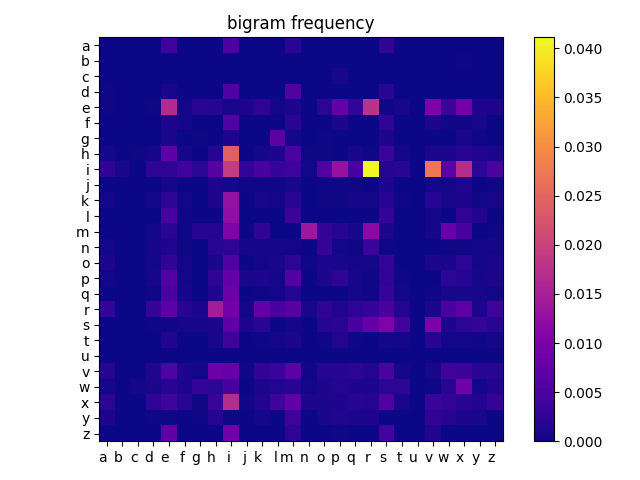 bigram frequency
a
b
c
d
e
f
g
h
i
j
k
l
m
n
o
p
q
r
s
t
u
v
w
x
y
z
a b c d e f g h i j k l m n o p q r s t u v w x y z
0.040
0.035
0.030
0.025
0.020
0.015
0.010
0.005
0.000